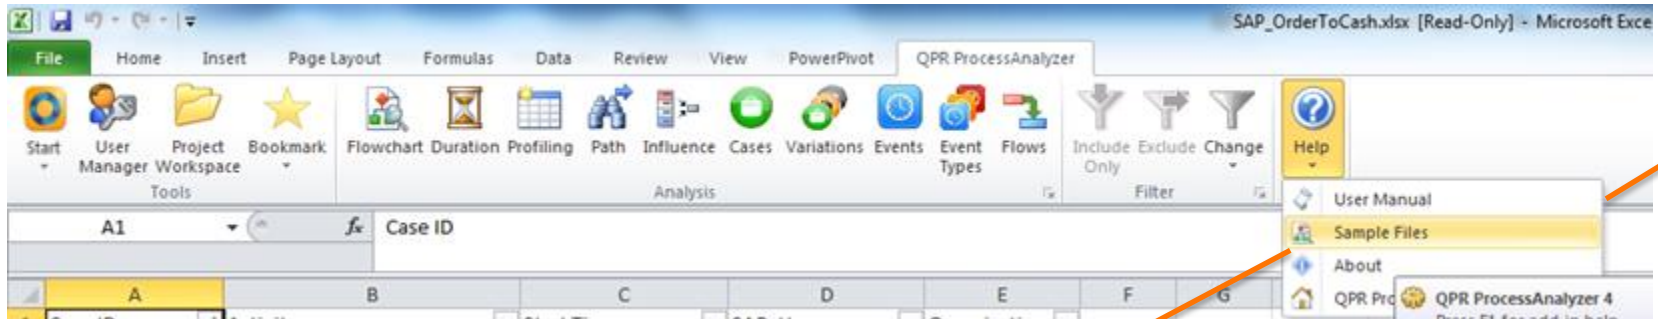 SAP_OrderToCash.xlsx [Read-Only] - Microsoft Exce
File Home Insert Page Layout Formulas Data Review View PowerPivot QPR ProcessAnalyzer
Start User Manager Project Workspace Bookmark Flowchart Duration Profiling Path Influence Cases Variations Events Event Types Flows Include Only Exclude Change Help
Tools Analysis Filter
User Manual
A1 fx Case ID
Sample Files
About
A B C D E F G
QPR Pro
QPR ProcessAnalyzer 4